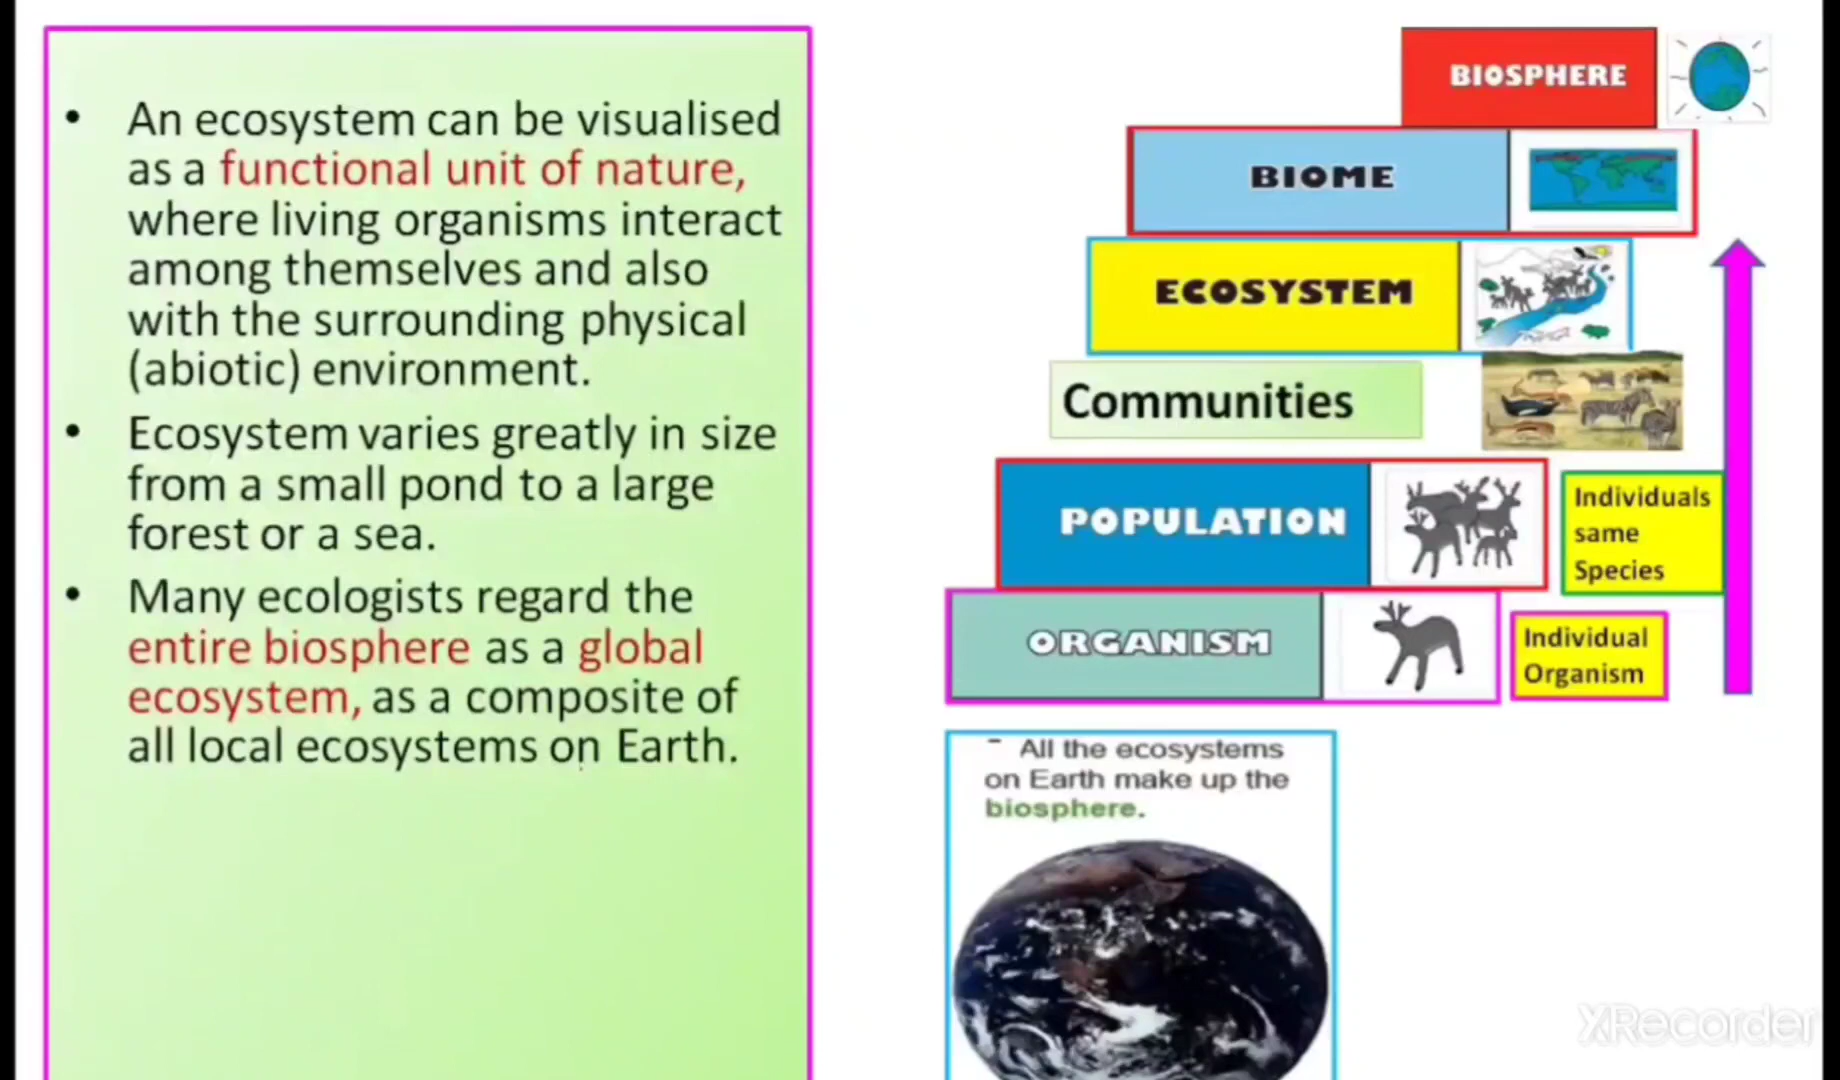 • An ecosystem can be visualised
as a functional unit of nature,
where living organisms interact
among themselves and also
with the surrounding physical
(abiotic) environment.
• Ecosystem varies greatly in size
from a small pond to a large
forest or a sea.
• Many ecologists regard the
entire biosphere as a global
ecosystem, as a composite of
all local ecosystems on Earth.
BIOSPHERE
BIOME
ECOSYSTEM
Communities
POPULATION
Individuals
same
Species
ORGANISM
Individual
Organism
- All the ecosystems
on Earth make up the
biosphere.
XRecorder